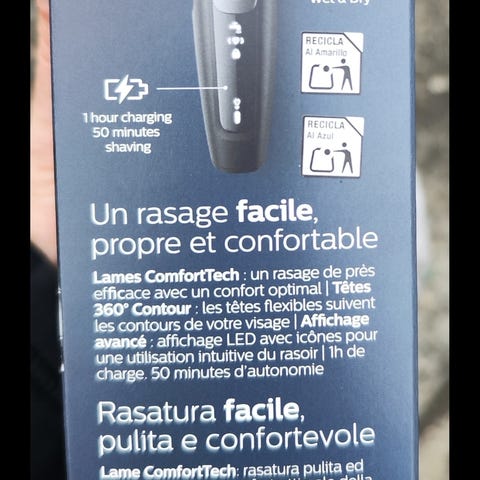 Wet & Dry
RECICLA
Al Amarillo
1 hour charging
50 minutes
shaving
RECICLA
Al Azul
Un rasage facile,
propre et confortable
Lames ComfortTech : un rasage de près
efficace avec un confort optimal | Têtes
360° Contour : les têtes flexibles suivent
les contours de votre visage | Affichage
avancé : affichage LED avec icônes pour
une utilisation intuitive du rasoir | 1h de
charge. 50 minutes d'autonomie
Rasatura facile,
pulita e confortevole
Lame ComfortTech: rasatura pulita ed